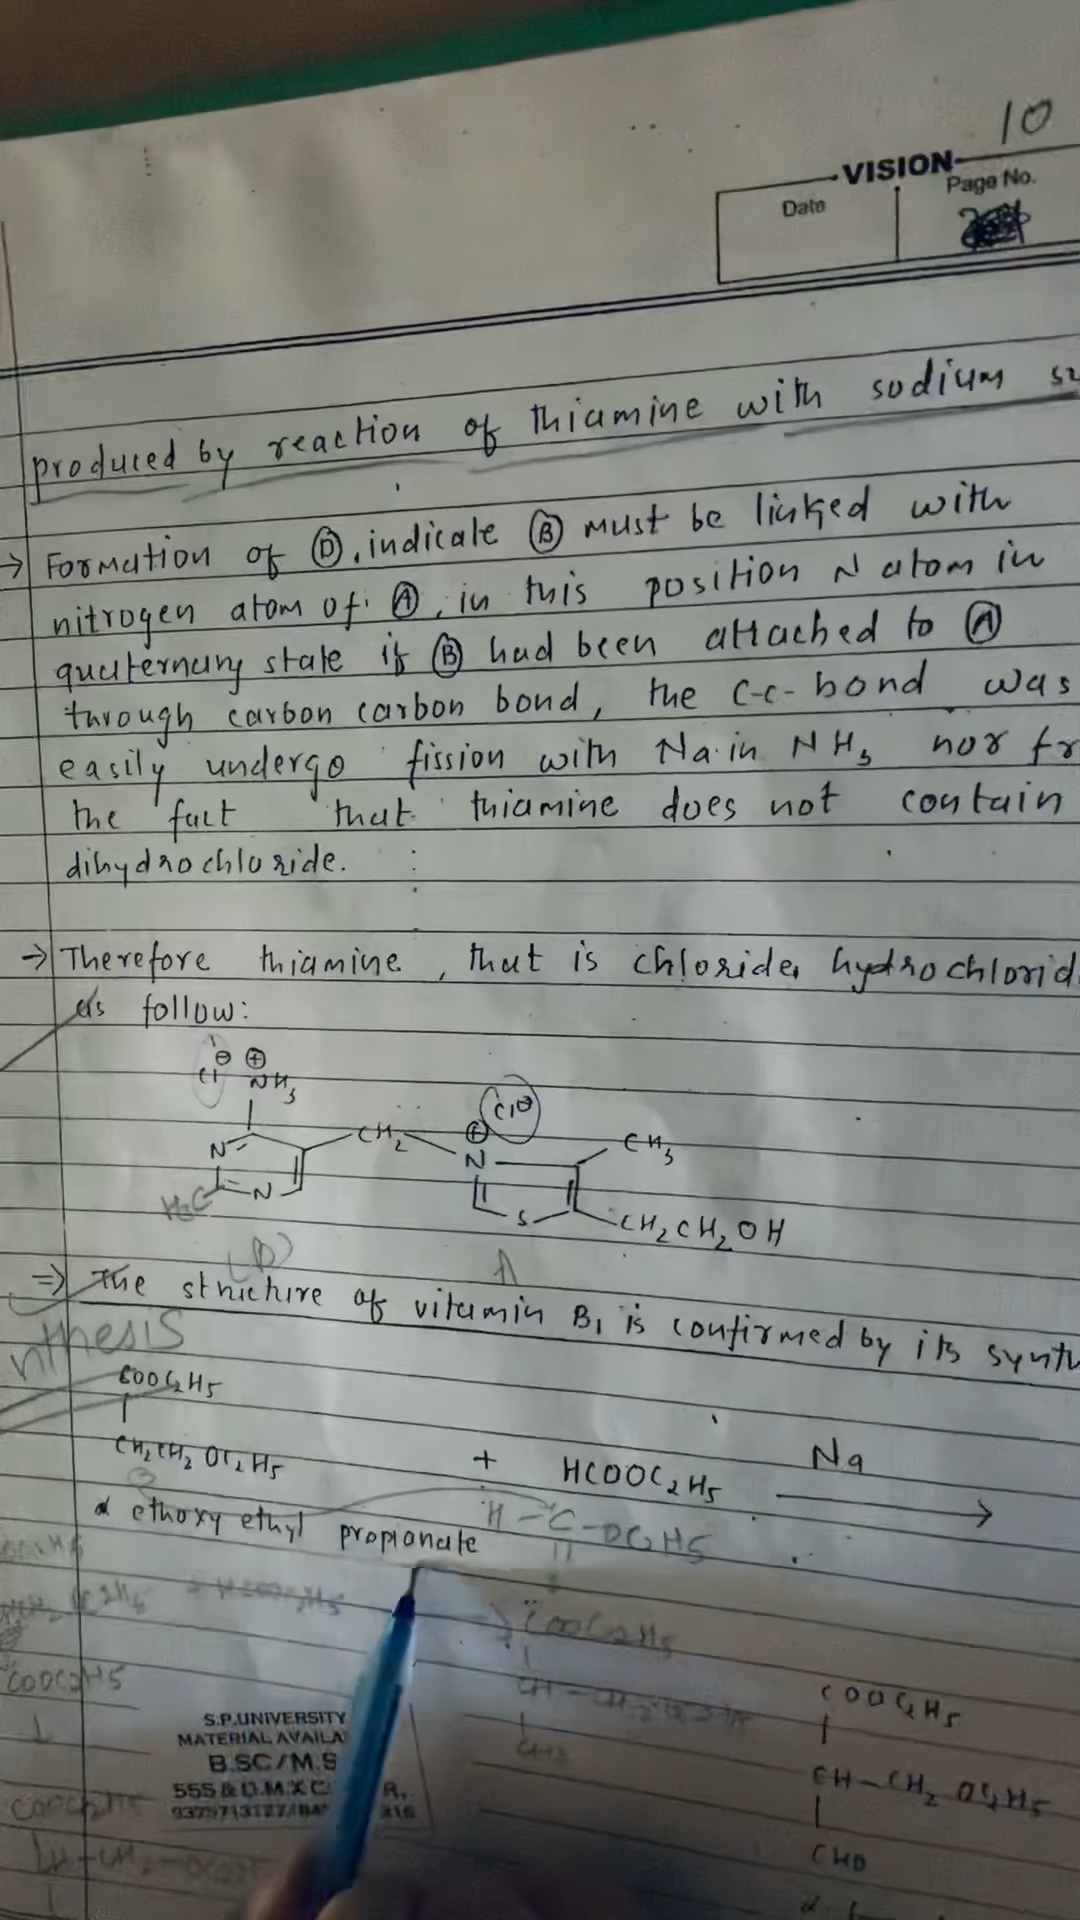 10
VISION
Date
Page No.
produced by reaction of thiamine with sodium
→ Formation of Ⓓ, indicate Ⓑ must be linked with
nitrogen atom of Ⓐ, in this position N atom in
quaternary state if Ⓑ had been attached to Ⓐ
through carbon carbon bond, the C-C- bond was
easily undergo fission with Na in NH3 nor
the fact that thiamine does not contain
dihydrochloride.
→ Therefore thiamine, that is chloride, hydrochlorid
as follow:
Cl⊖ ⊕NH3
Cl⊖
N CH2 ⊕N CH3
H3C N S CH2CH2OH
(B) A
⇒ The structure of vitamin B1 is confirmed by its synth
nthesis
COOC2H5
CH2CH2OC2H5 + HCOOC2H5 Na →
α ethoxy ethyl propionate
H-C-OC2H5
COOC2H5
COOC2H5
COOC2H5
CH-CH2OC2H5
CHO
S.P.UNIVERSITY
B.SC/M.S